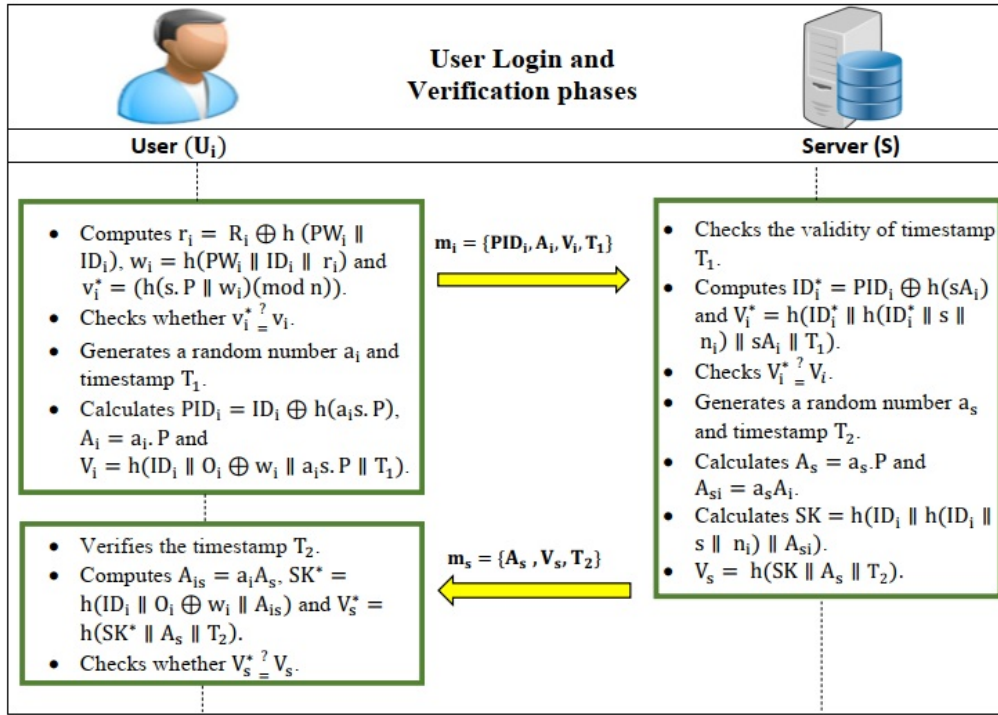 User Login and
Verification phases
User (Uᵢ)
Server (S)
• Computes rᵢ = Rᵢ ⊕ h (PWᵢ ∥
IDᵢ), wᵢ = h(PWᵢ ∥ IDᵢ ∥ rᵢ) and
vᵢ* = (h(s. P ∥ wᵢ)(mod n)).
• Checks whether vᵢ* ≟ vᵢ.
• Generates a random number aᵢ and
timestamp T₁.
• Calculates PIDᵢ = IDᵢ ⊕ h(aᵢs. P),
Aᵢ = aᵢ. P and
Vᵢ = h(IDᵢ ∥ Oᵢ ⊕ wᵢ ∥ aᵢs. P ∥ T₁).
mᵢ = {PIDᵢ, Aᵢ, Vᵢ, T₁}
• Checks the validity of timestamp
T₁.
• Computes IDᵢ* = PIDᵢ ⊕ h(sAᵢ)
and Vᵢ* = h(IDᵢ* ∥ h(IDᵢ* ∥ s ∥
nᵢ) ∥ sAᵢ ∥ T₁).
• Checks Vᵢ* ≟ Vᵢ.
• Generates a random number aₛ
and timestamp T₂.
• Calculates Aₛ = aₛ. P and
Aₛᵢ = aₛAᵢ.
• Calculates SK = h(IDᵢ ∥ h(IDᵢ ∥
s ∥ nᵢ) ∥ Aₛᵢ).
• Vₛ = h(SK ∥ Aₛ ∥ T₂).
mₛ = {Aₛ , Vₛ, T₂}
• Verifies the timestamp T₂.
• Computes Aᵢₛ = aᵢAₛ, SK* =
h(IDᵢ ∥ Oᵢ ⊕ wᵢ ∥ Aᵢₛ) and Vₛ* =
h(SK* ∥ Aₛ ∥ T₂).
• Checks whether Vₛ* ≟ Vₛ.